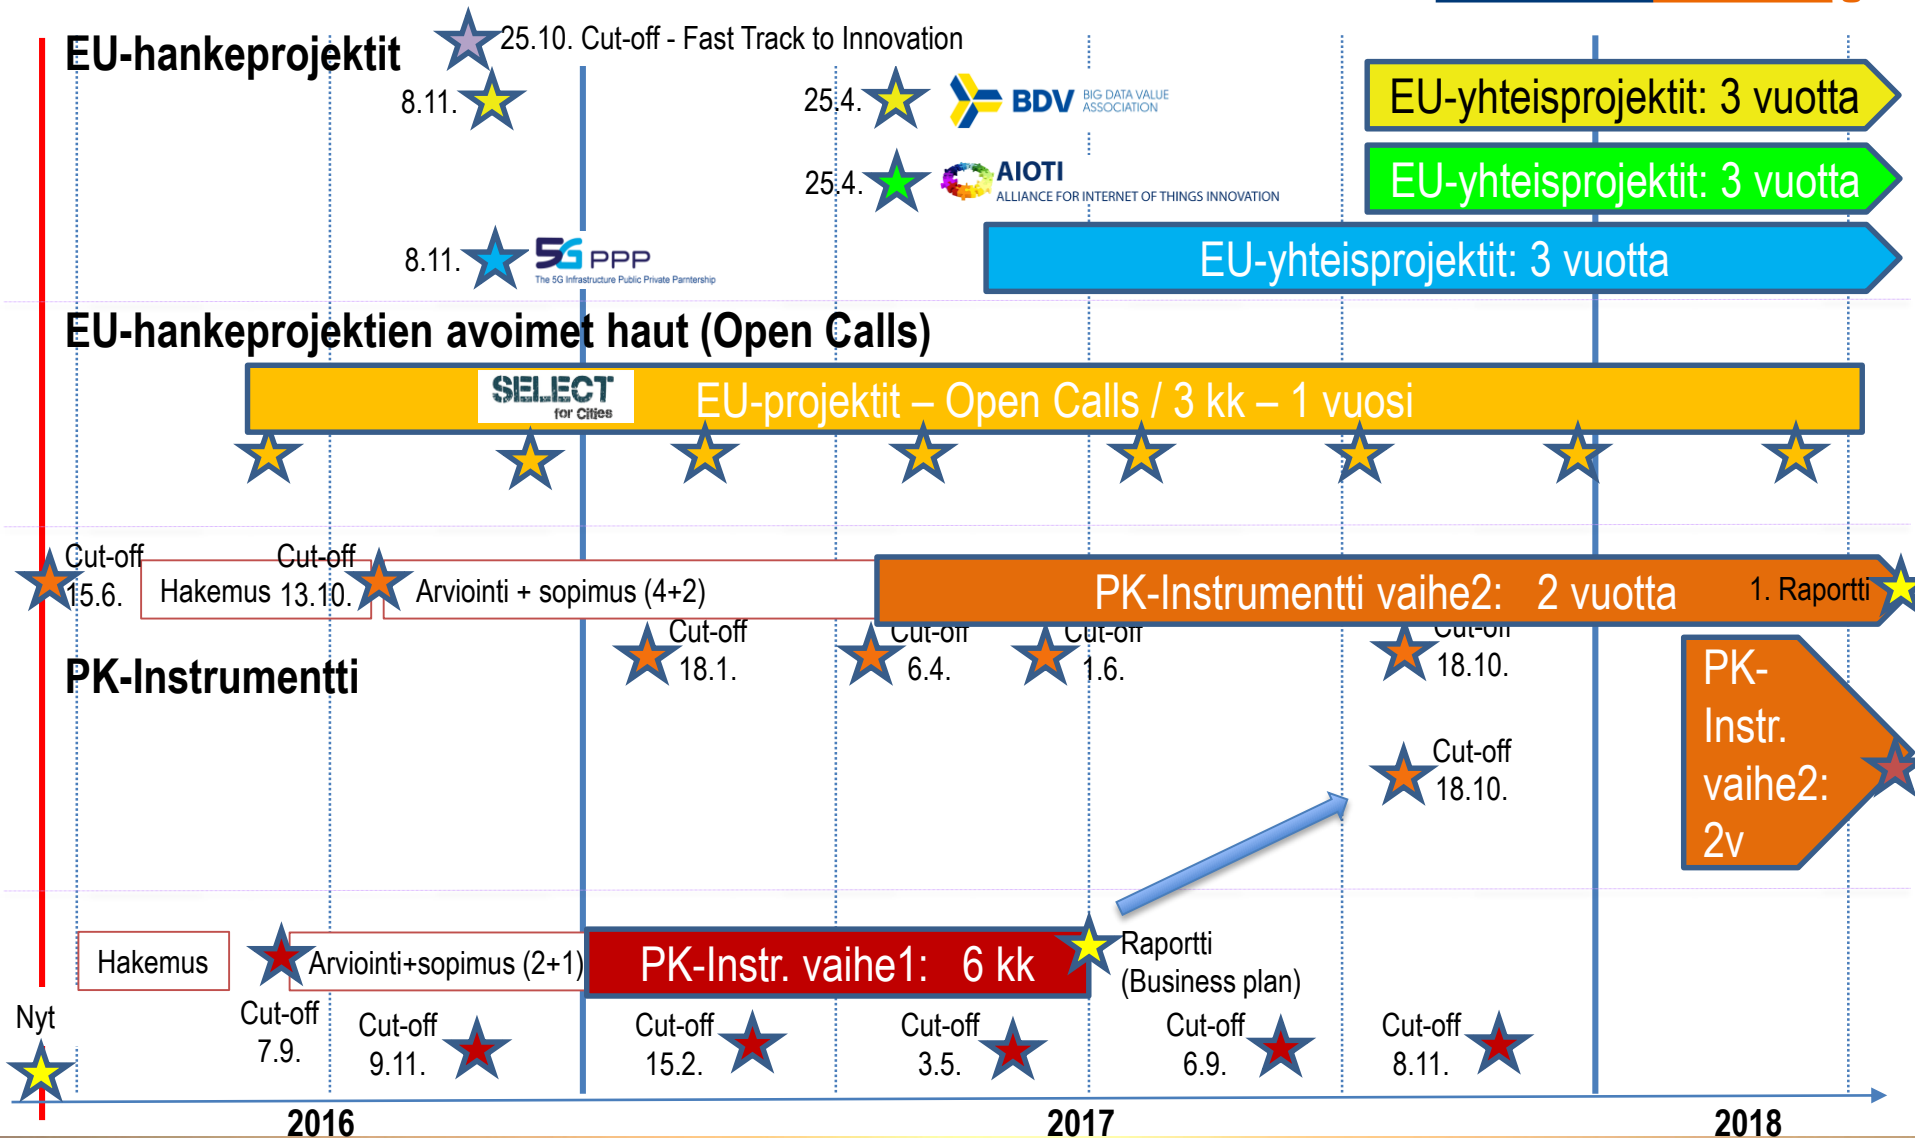 EU-hankeprojektit
25.10. Cut-off - Fast Track to Innovation
8.11.
25.4.
BDV BIG DATA VALUE
ASSOCIATION
EU-yhteisprojektit: 3 vuotta
25.4.
AIOTI
ALLIANCE FOR INTERNET OF THINGS INNOVATION
EU-yhteisprojektit: 3 vuotta
8.11.
5G PPP
The 5G Infrastructure Public Private Parntership
EU-yhteisprojektit: 3 vuotta
EU-hankeprojektien avoimet haut (Open Calls)
SELECT
for Cities
EU-projektit – Open Calls / 3 kk – 1 vuosi
Cut-off
15.6.
Hakemus
Cut-off
13.10.
Arviointi + sopimus (4+2)
PK-Instrumentti vaihe2: 2 vuotta
1. Raportti
Cut-off
18.1.
Cut-off
6.4.
Cut-off
1.6.
Cut-off
18.10.
PK-Instrumentti
PK-
Instr.
vaihe2:
2v
Cut-off
18.10.
Hakemus
Arviointi+sopimus (2+1)
PK-Instr. vaihe1: 6 kk
Raportti
(Business plan)
Nyt
Cut-off
7.9.
Cut-off
9.11.
Cut-off
15.2.
Cut-off
3.5.
Cut-off
6.9.
Cut-off
8.11.
2016
2017
2018